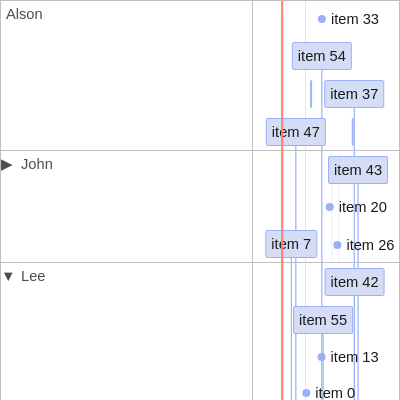 Alson
item 33
item 54
item 37
item 47
▶ John
item 43
item 20
item 7
item 26
▼ Lee
item 42
item 55
item 13
item 0